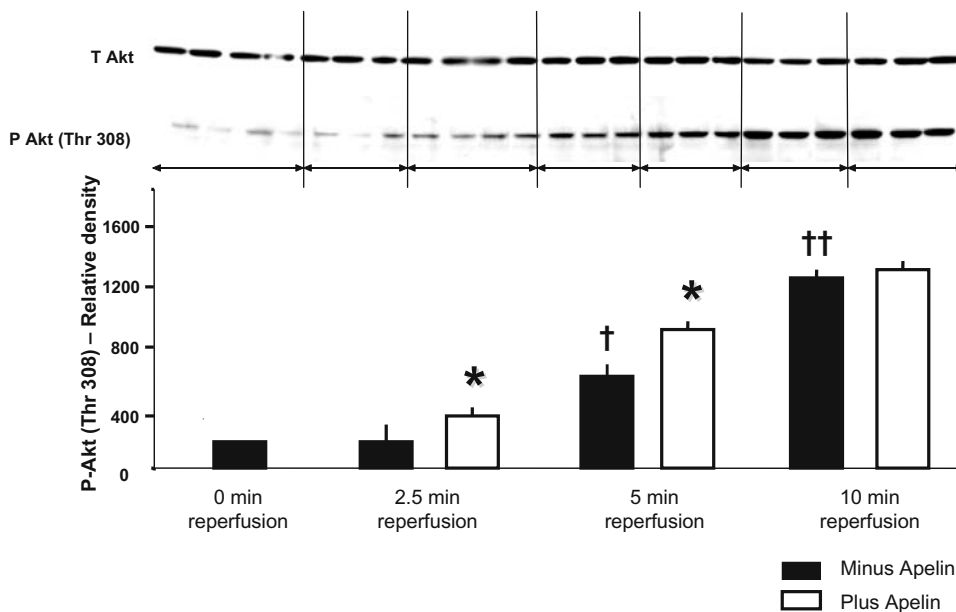 T Akt
P Akt (Thr 308)
P-Akt (Thr 308) – Relative density
1600
1200
800
400
0
*
†
*
††
0 min
reperfusion
2.5 min
reperfusion
5 min
reperfusion
10 min
reperfusion
Minus Apelin
Plus Apelin